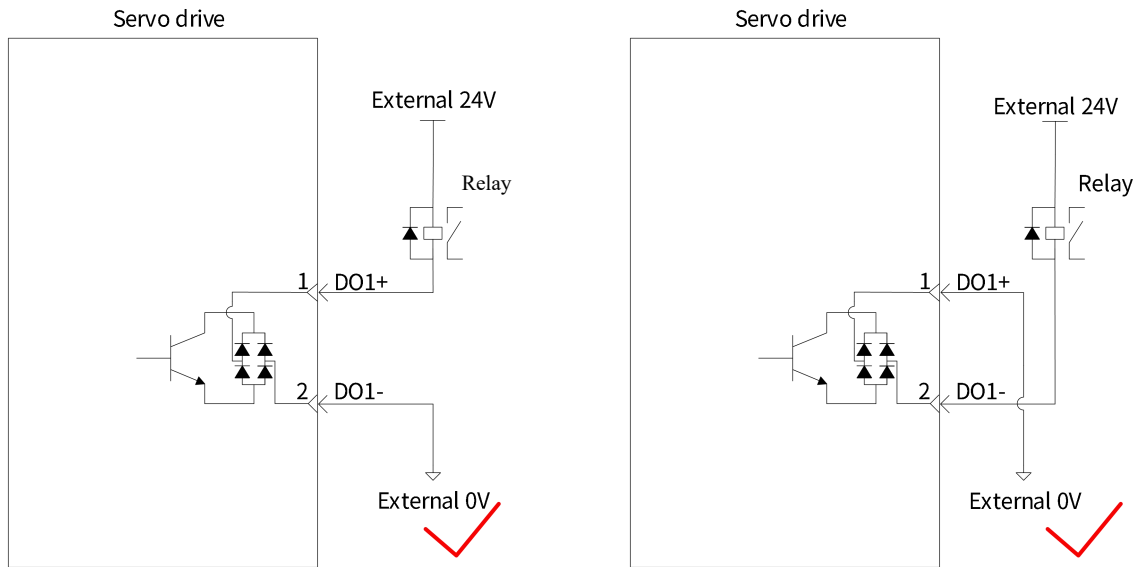 Servo drive
External 24V
Relay
1 DO1+
2 DO1-
External 0V
Servo drive
External 24V
Relay
1 DO1+
2 DO1-
External 0V